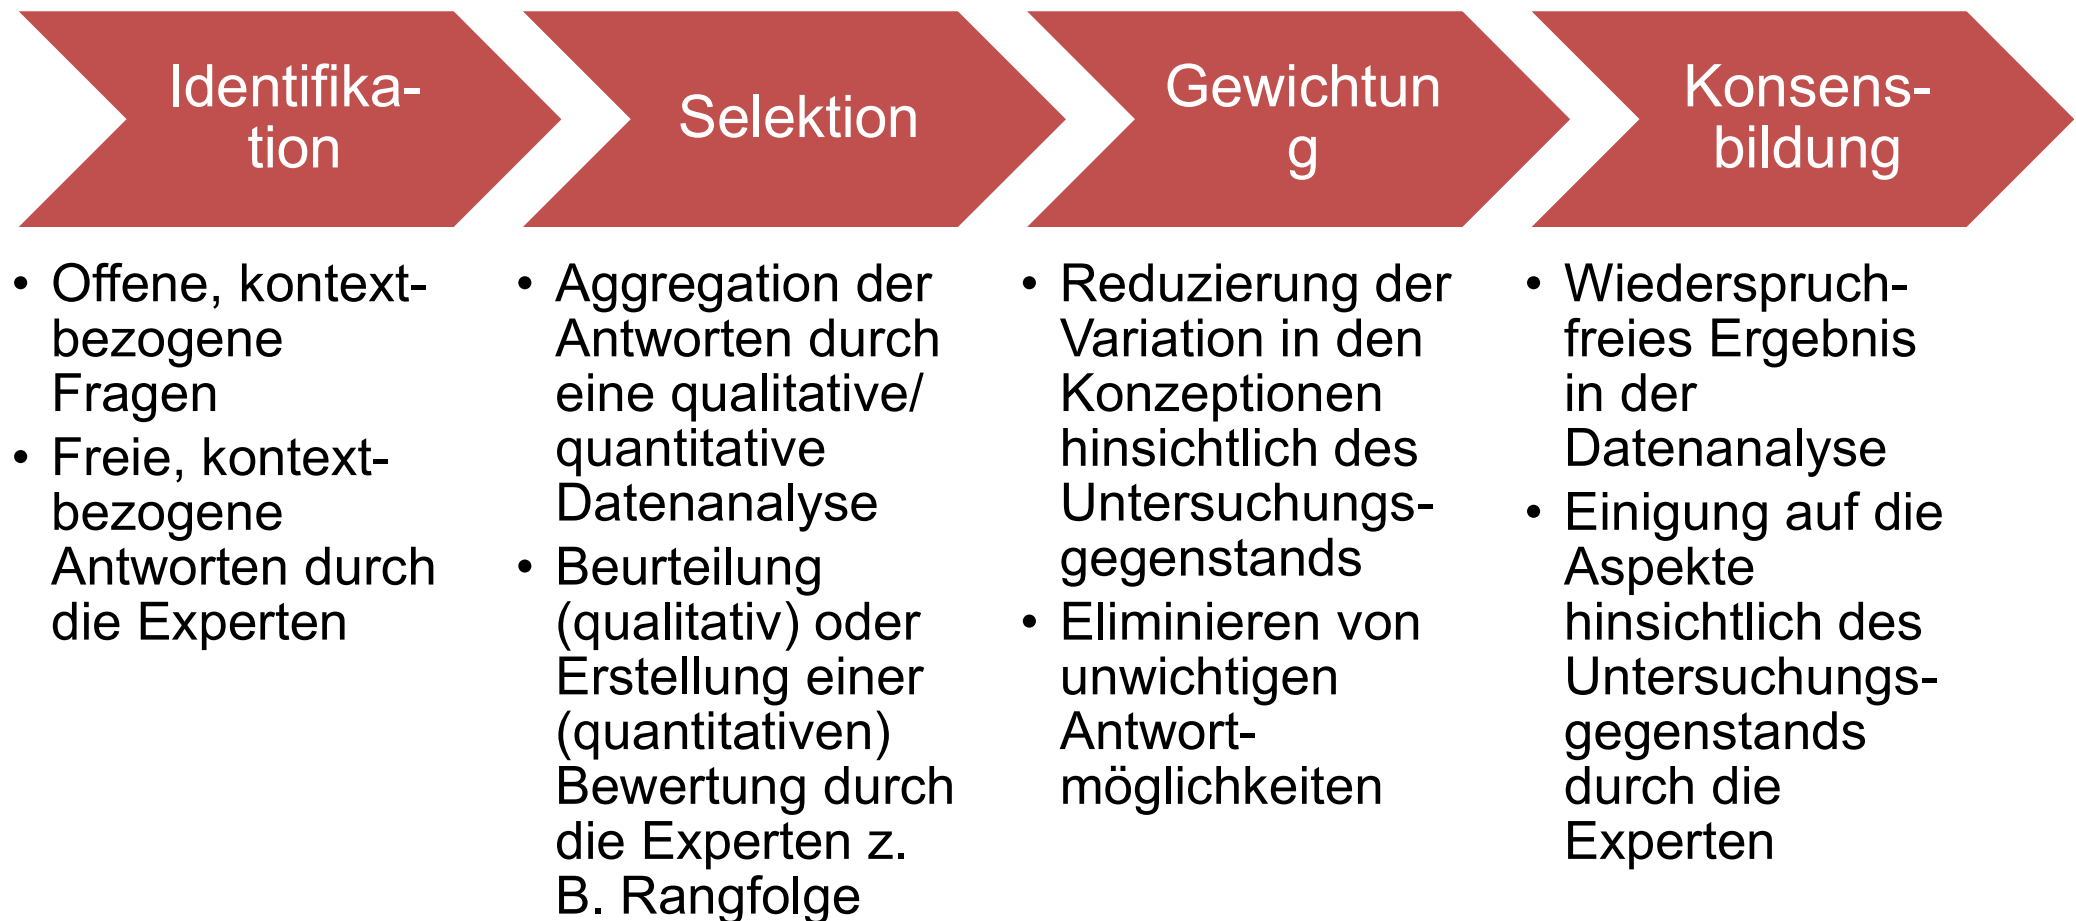 Identifika-
tion
Selektion
Gewichtun
g
Konsens-
bildung
• Offene, kontext-
bezogene
Fragen
• Freie, kontext-
bezogene
Antworten durch
die Experten
• Aggregation der
Antworten durch
eine qualitative/
quantitative
Datenanalyse
• Beurteilung
(qualitativ) oder
Erstellung einer
(quantitativen)
Bewertung durch
die Experten z.
B. Rangfolge
• Reduzierung der
Variation in den
Konzeptionen
hinsichtlich des
Untersuchungs-
gegenstands
• Eliminieren von
unwichtigen
Antwort-
möglichkeiten
• Wiederspruch-
freies Ergebnis
in der
Datenanalyse
• Einigung auf die
Aspekte
hinsichtlich des
Untersuchungs-
gegenstands
durch die
Experten